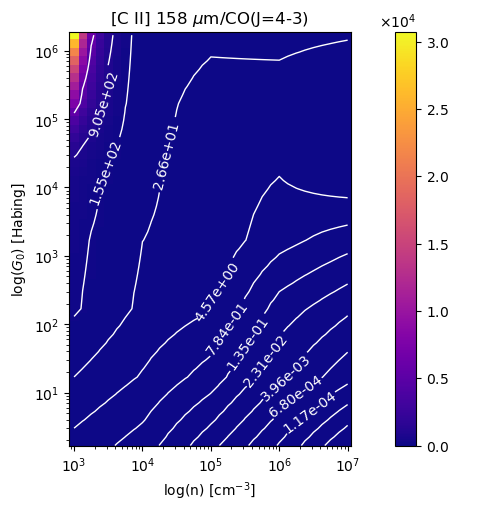 [C II] 158 μm/CO(J=4-3)
×10⁴
log(G₀) [Habing]
10⁶
10⁵
10⁴
10³
10²
10¹
9.05e+02
1.55e+02
2.66e+01
4.57e+00
7.84e-01
1.35e-01
2.31e-02
3.96e-03
6.80e-04
1.17e-04
3.0
2.5
2.0
1.5
1.0
0.5
0.0
10³ 10⁴ 10⁵ 10⁶ 10⁷
log(n) [cm⁻³]